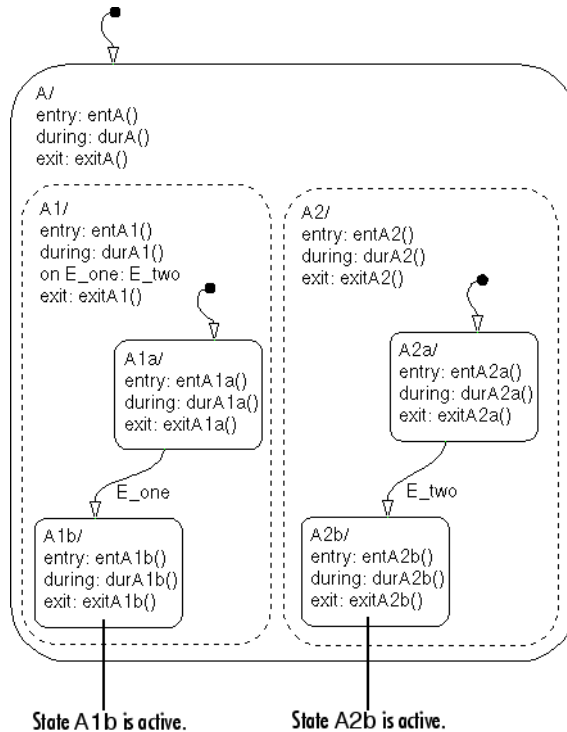 A/
entry: entA()
during: durA()
exit: exitA()
A1/
entry: entA1()
during: durA1()
on E_one: E_two
exit: exitA1()
A2/
entry: entA2()
during: durA2()
exit: exitA2()
A1a/
entry: entA1a()
during: durA1a()
exit: exitA1a()
A2a/
entry: entA2a()
during: durA2a()
exit: exitA2a()
E_one
E_two
A1b/
entry: entA1b()
during: durA1b()
exit: exitA1b()
A2b/
entry: entA2b()
during: durA2b()
exit: exitA2b()
State A1b is active.
State A2b is active.